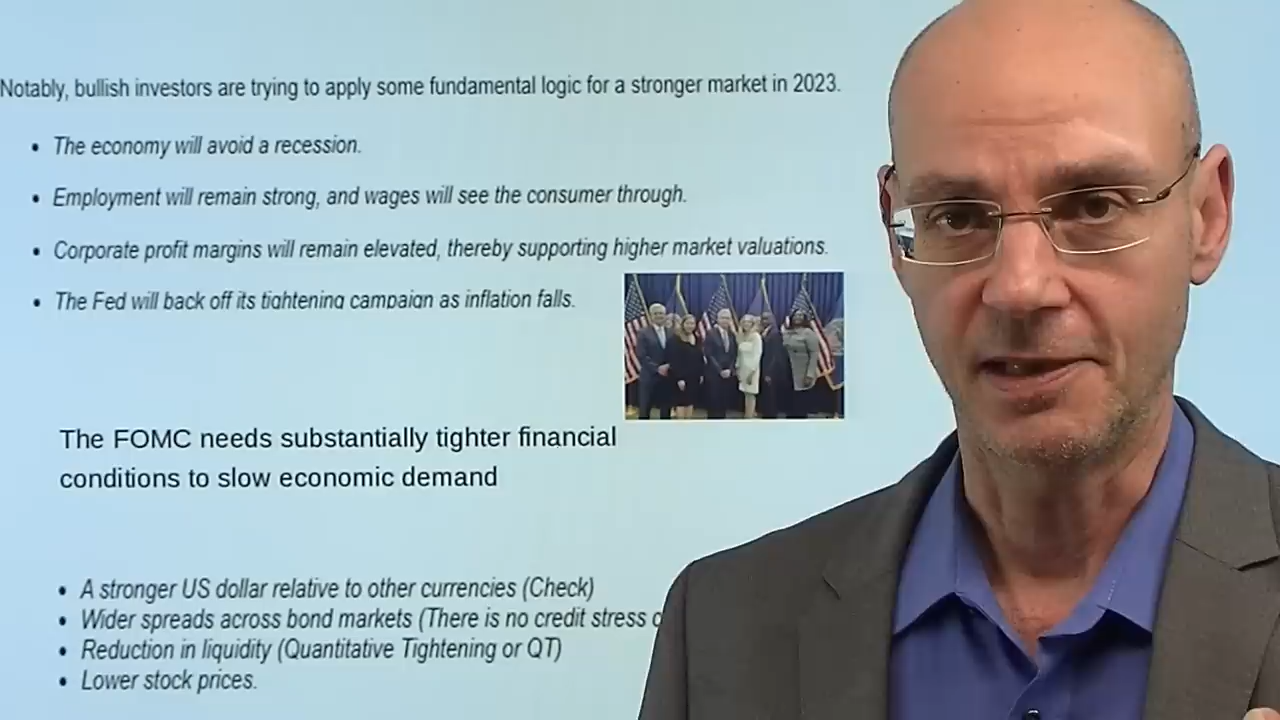 Notably, bullish investors are trying to apply some fundamental logic for a stronger market in 2023.
• The economy will avoid a recession.
• Employment will remain strong, and wages will see the consumer through.
• Corporate profit margins will remain elevated, thereby supporting higher market valuations.
• The Fed will back off its tightening campaign as inflation falls.
The FOMC needs substantially tighter financial
conditions to slow economic demand
• A stronger US dollar relative to other currencies (Check)
• Wider spreads across bond markets (There is no credit stress
• Reduction in liquidity (Quantitative Tightening or QT)
• Lower stock prices.